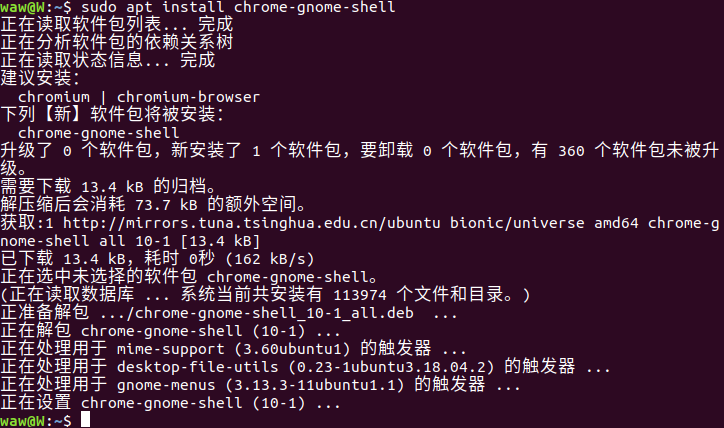 waw@W:~$ sudo apt install chrome-gnome-shell
正在读取软件包列表... 完成
正在分析软件包的依赖关系树
正在读取状态信息... 完成
建议安装：
  chromium | chromium-browser
下列【新】软件包将被安装：
  chrome-gnome-shell
升级了 0 个软件包，新安装了 1 个软件包，要卸载 0 个软件包，有 360 个软件包未被升
级。
需要下载 13.4 kB 的归档。
解压缩后会消耗 73.7 kB 的额外空间。
获取:1 http://mirrors.tuna.tsinghua.edu.cn/ubuntu bionic/universe amd64 chrome-g
nome-shell all 10-1 [13.4 kB]
已下载 13.4 kB，耗时 0秒 (162 kB/s)
正在选中未选择的软件包 chrome-gnome-shell。
(正在读取数据库 ... 系统当前共安装有 113974 个文件和目录。)
正准备解包 .../chrome-gnome-shell_10-1_all.deb  ...
正在解包 chrome-gnome-shell (10-1) ...
正在处理用于 mime-support (3.60ubuntu1) 的触发器 ...
正在处理用于 desktop-file-utils (0.23-1ubuntu3.18.04.2) 的触发器 ...
正在处理用于 gnome-menus (3.13.3-11ubuntu1.1) 的触发器 ...
正在设置 chrome-gnome-shell (10-1) ...
waw@W:~$